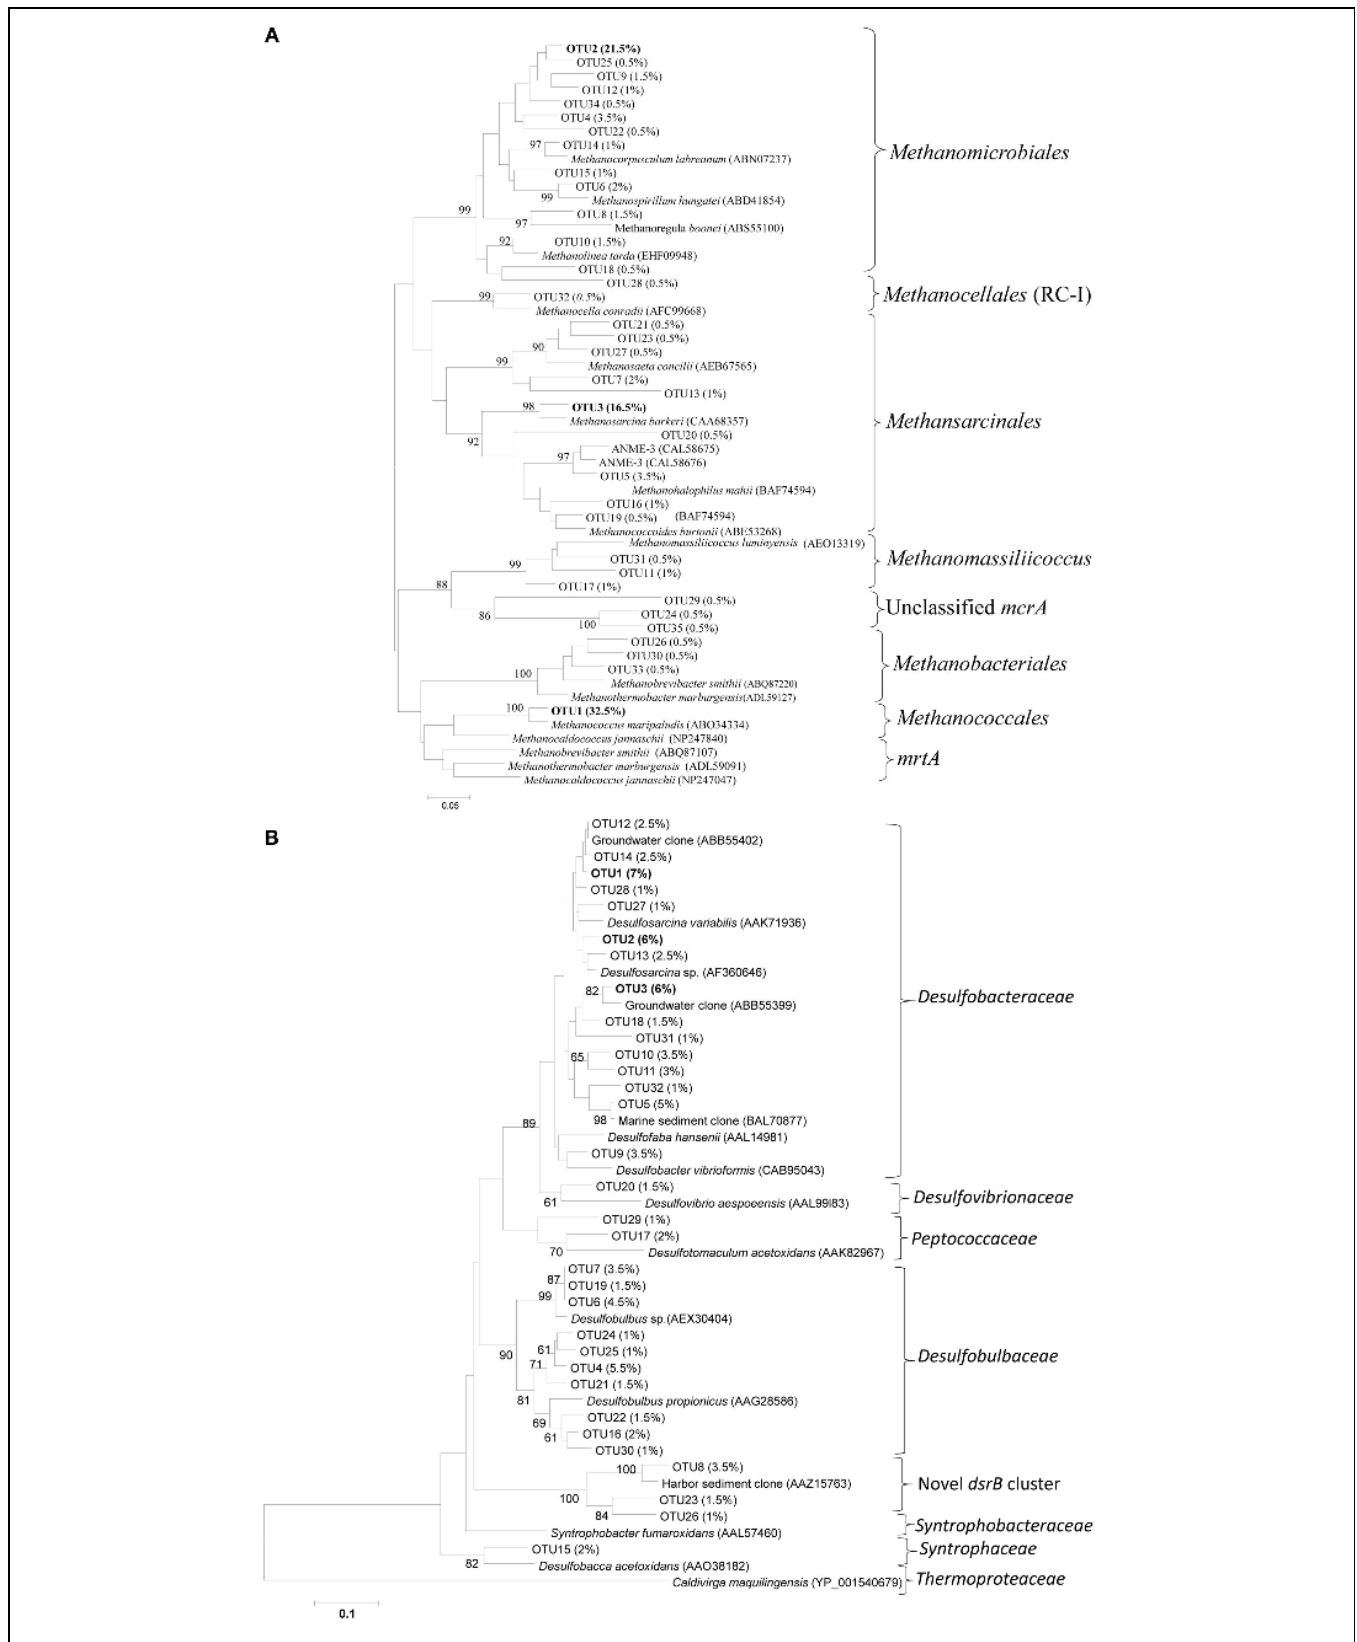 A
OTU2 (21.5%)
OTU25 (0.5%)
OTU9 (1.5%)
OTU12 (1%)
OTU34 (0.5%)
OTU4 (3.5%)
OTU22 (0.5%)
97 OTU14 (1%)
Methanocorpusculum labreanum (ABN07237)
Methanomicrobiales
OTU15 (1%)
OTU6 (2%)
99 Methanospirillum hungatei (ABD41854)
99
OTU8 (1.5%)
97 Methanoregula boonei (ABS55100)
92 OTU10 (1.5%)
Methanolinea tarda (EHF09948)
OTU18 (0.5%)
OTU28 (0.5%)
99 OTU32 (0.5%)
Methanocellales (RC-I)
Methanocella conradii (AFC99668)
OTU21 (0.5%)
OTU23 (0.5%)
90 OTU27 (0.5%)
99 Methanosaeta concilii (AEB67565)
OTU7 (2%)
OTU13 (1%)
98 OTU3 (16.5%)
Methanosarcina barkeri (CAA68357)
Methansarcinales
92 OTU20 (0.5%)
ANME-3 (CAL58675)
97 ANME-3 (CAL58676)
OTU5 (3.5%)
Methanohalophilus mahii (BAF74594)
OTU16 (1%)
OTU19 (0.5%) (BAF74594)
Methanococcoides burtonii (ABE53268)
Methanomassiliicoccus luminyensis (AEO13319)
OTU31 (0.5%)
Methanomassiliicoccus
99 OTU11 (1%)
88 OTU17 (1%)
OTU29 (0.5%)
Unclassified mcrA
86 OTU24 (0.5%)
100 OTU35 (0.5%)
OTU26 (0.5%)
OTU30 (0.5%)
Methanobacteriales
100 OTU33 (0.5%)
Methanobrevibacter smithii (ABQ87220)
Methanothermobacter marburgensis(ADL59127)
100 OTU1 (32.5%)
Methanococcales
Methanococcus maripaludis (ABO34334)
Methanocaldococcus jannaschii (NP247840)
Methanobrevibacter smithii (ABQ87107)
mrtA
Methanothermobacter marburgensis (ADL59091)
Methanocaldococcus jannaschii (NP247047)
0.05
B
OTU12 (2.5%)
Groundwater clone (ABB55402)
OTU14 (2.5%)
OTU1 (7%)
OTU28 (1%)
OTU27 (1%)
Desulfosarcina variabilis (AAK71936)
OTU2 (6%)
OTU13 (2.5%)
Desulfosarcina sp. (AF360646)
82 OTU3 (6%)
Desulfobacteraceae
Groundwater clone (ABB55399)
OTU18 (1.5%)
OTU31 (1%)
65 OTU10 (3.5%)
OTU11 (3%)
OTU32 (1%)
OTU5 (5%)
98 Marine sediment clone (BAL70877)
89
Desulfofaba hansenii (AAL14981)
OTU9 (3.5%)
Desulfobacter vibrioformis (CAB95043)
OTU20 (1.5%)
Desulfovibrionaceae
61 Desulfovibrio aespoeensis (AAL99I83)
OTU29 (1%)
OTU17 (2%)
Peptococcaceae
70 Desulfotomaculum acetoxidans (AAK82967)
OTU7 (3.5%)
87 OTU19 (1.5%)
99 OTU6 (4.5%)
Desulfobulbus sp.(AEX30404)
OTU24 (1%)
61 OTU25 (1%)
90
Desulfobulbaceae
71 OTU4 (5.5%)
OTU21 (1.5%)
81 Desulfobulbus propionicus (AAG28586)
69 OTU22 (1.5%)
61 OTU16 (2%)
OTU30 (1%)
100 OTU8 (3.5%)
Harbor sediment clone (AAZ15763)
Novel dsrB cluster
100 OTU23 (1.5%)
84 OTU26 (1%)
Syntrophobacteraceae
Syntrophobacter fumaroxidans (AAL57460)
OTU15 (2%)
Syntrophaceae
82 Desulfobacca acetoxidans (AAO38182)
Caldivirga maquilingensis (YP_001540679)
Thermoproteaceae
0.1